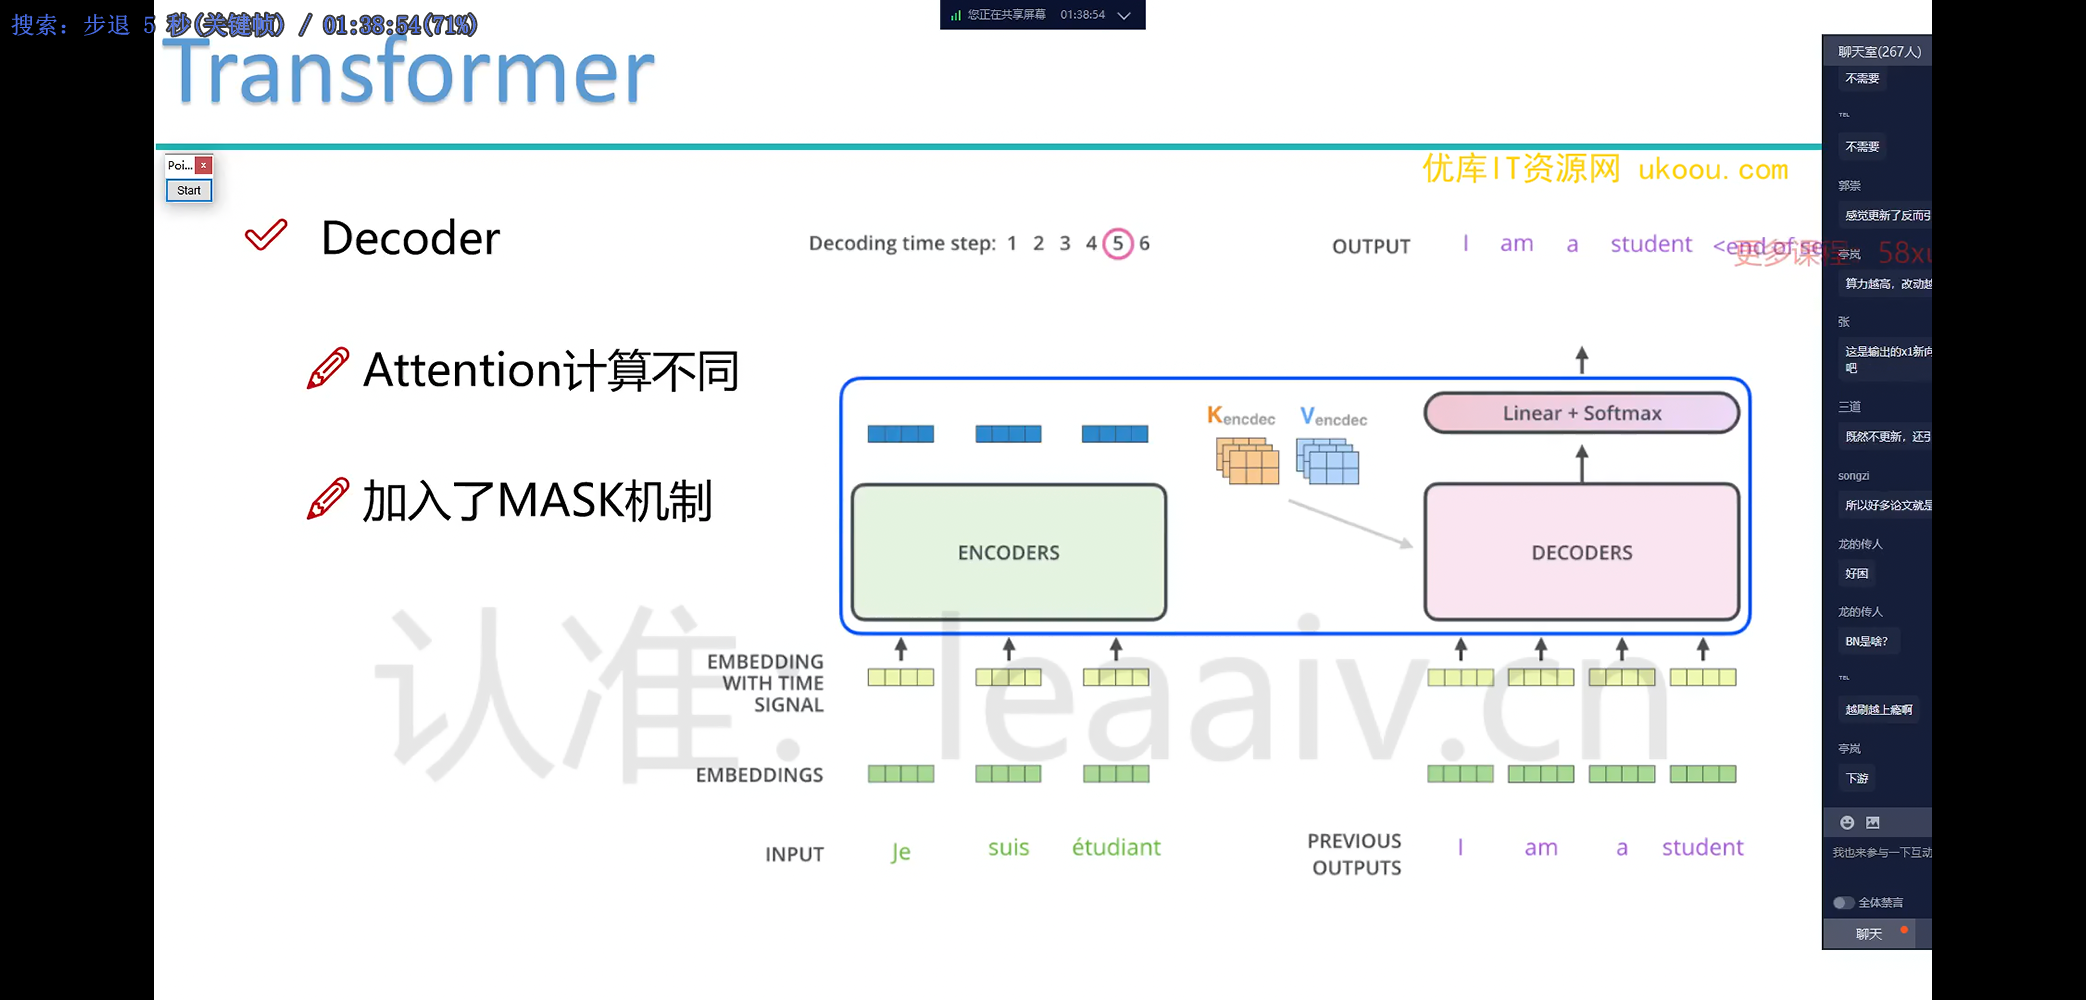 搜索: 步退 5 秒(关键帧) / 01:38:54(71%)
您正在共享屏幕 01:38:54
Transformer
Poi... x
Start
优库IT资源网 ukoou.com
Decoder
Attention计算不同
加入了MASK机制
Decoding time step: 1 2 3 4 5 6
OUTPUT I am a student <end of se
更多课程: 58xu
Kencdec Vencdec
Linear + Softmax
ENCODERS
DECODERS
EMBEDDING
WITH TIME
SIGNAL
EMBEDDINGS
INPUT Je suis étudiant
PREVIOUS
OUTPUTS
I am a student
认准: leaaiv.cn
聊天室(267人)
不需要
TEL
不需要
郭崇
感觉更新了反而引
亭岚
算力越高，改动越
张
这是输出的x1新向
吧
三道
既然不更新，还引
songzi
所以好多论文就是
龙的传人
好困
龙的传人
BN是啥？
TEL
越刷越上瘾啊
亭岚
下游
我也来参与一下互动
全体禁言
聊天